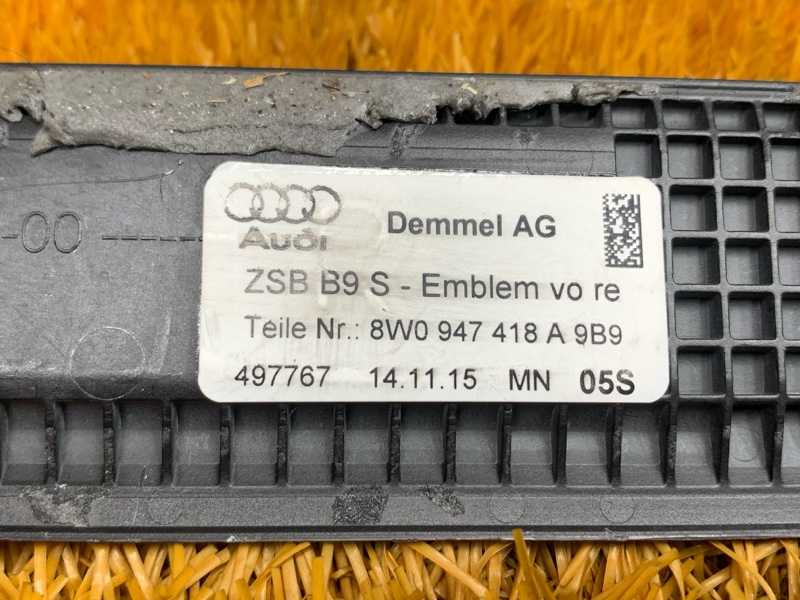 Audi
Demmel AG
ZSB B9 S - Emblem vo re
Teile Nr.: 8W0 947 418 A 9B9
497767 14.11.15 MN 05S
-00